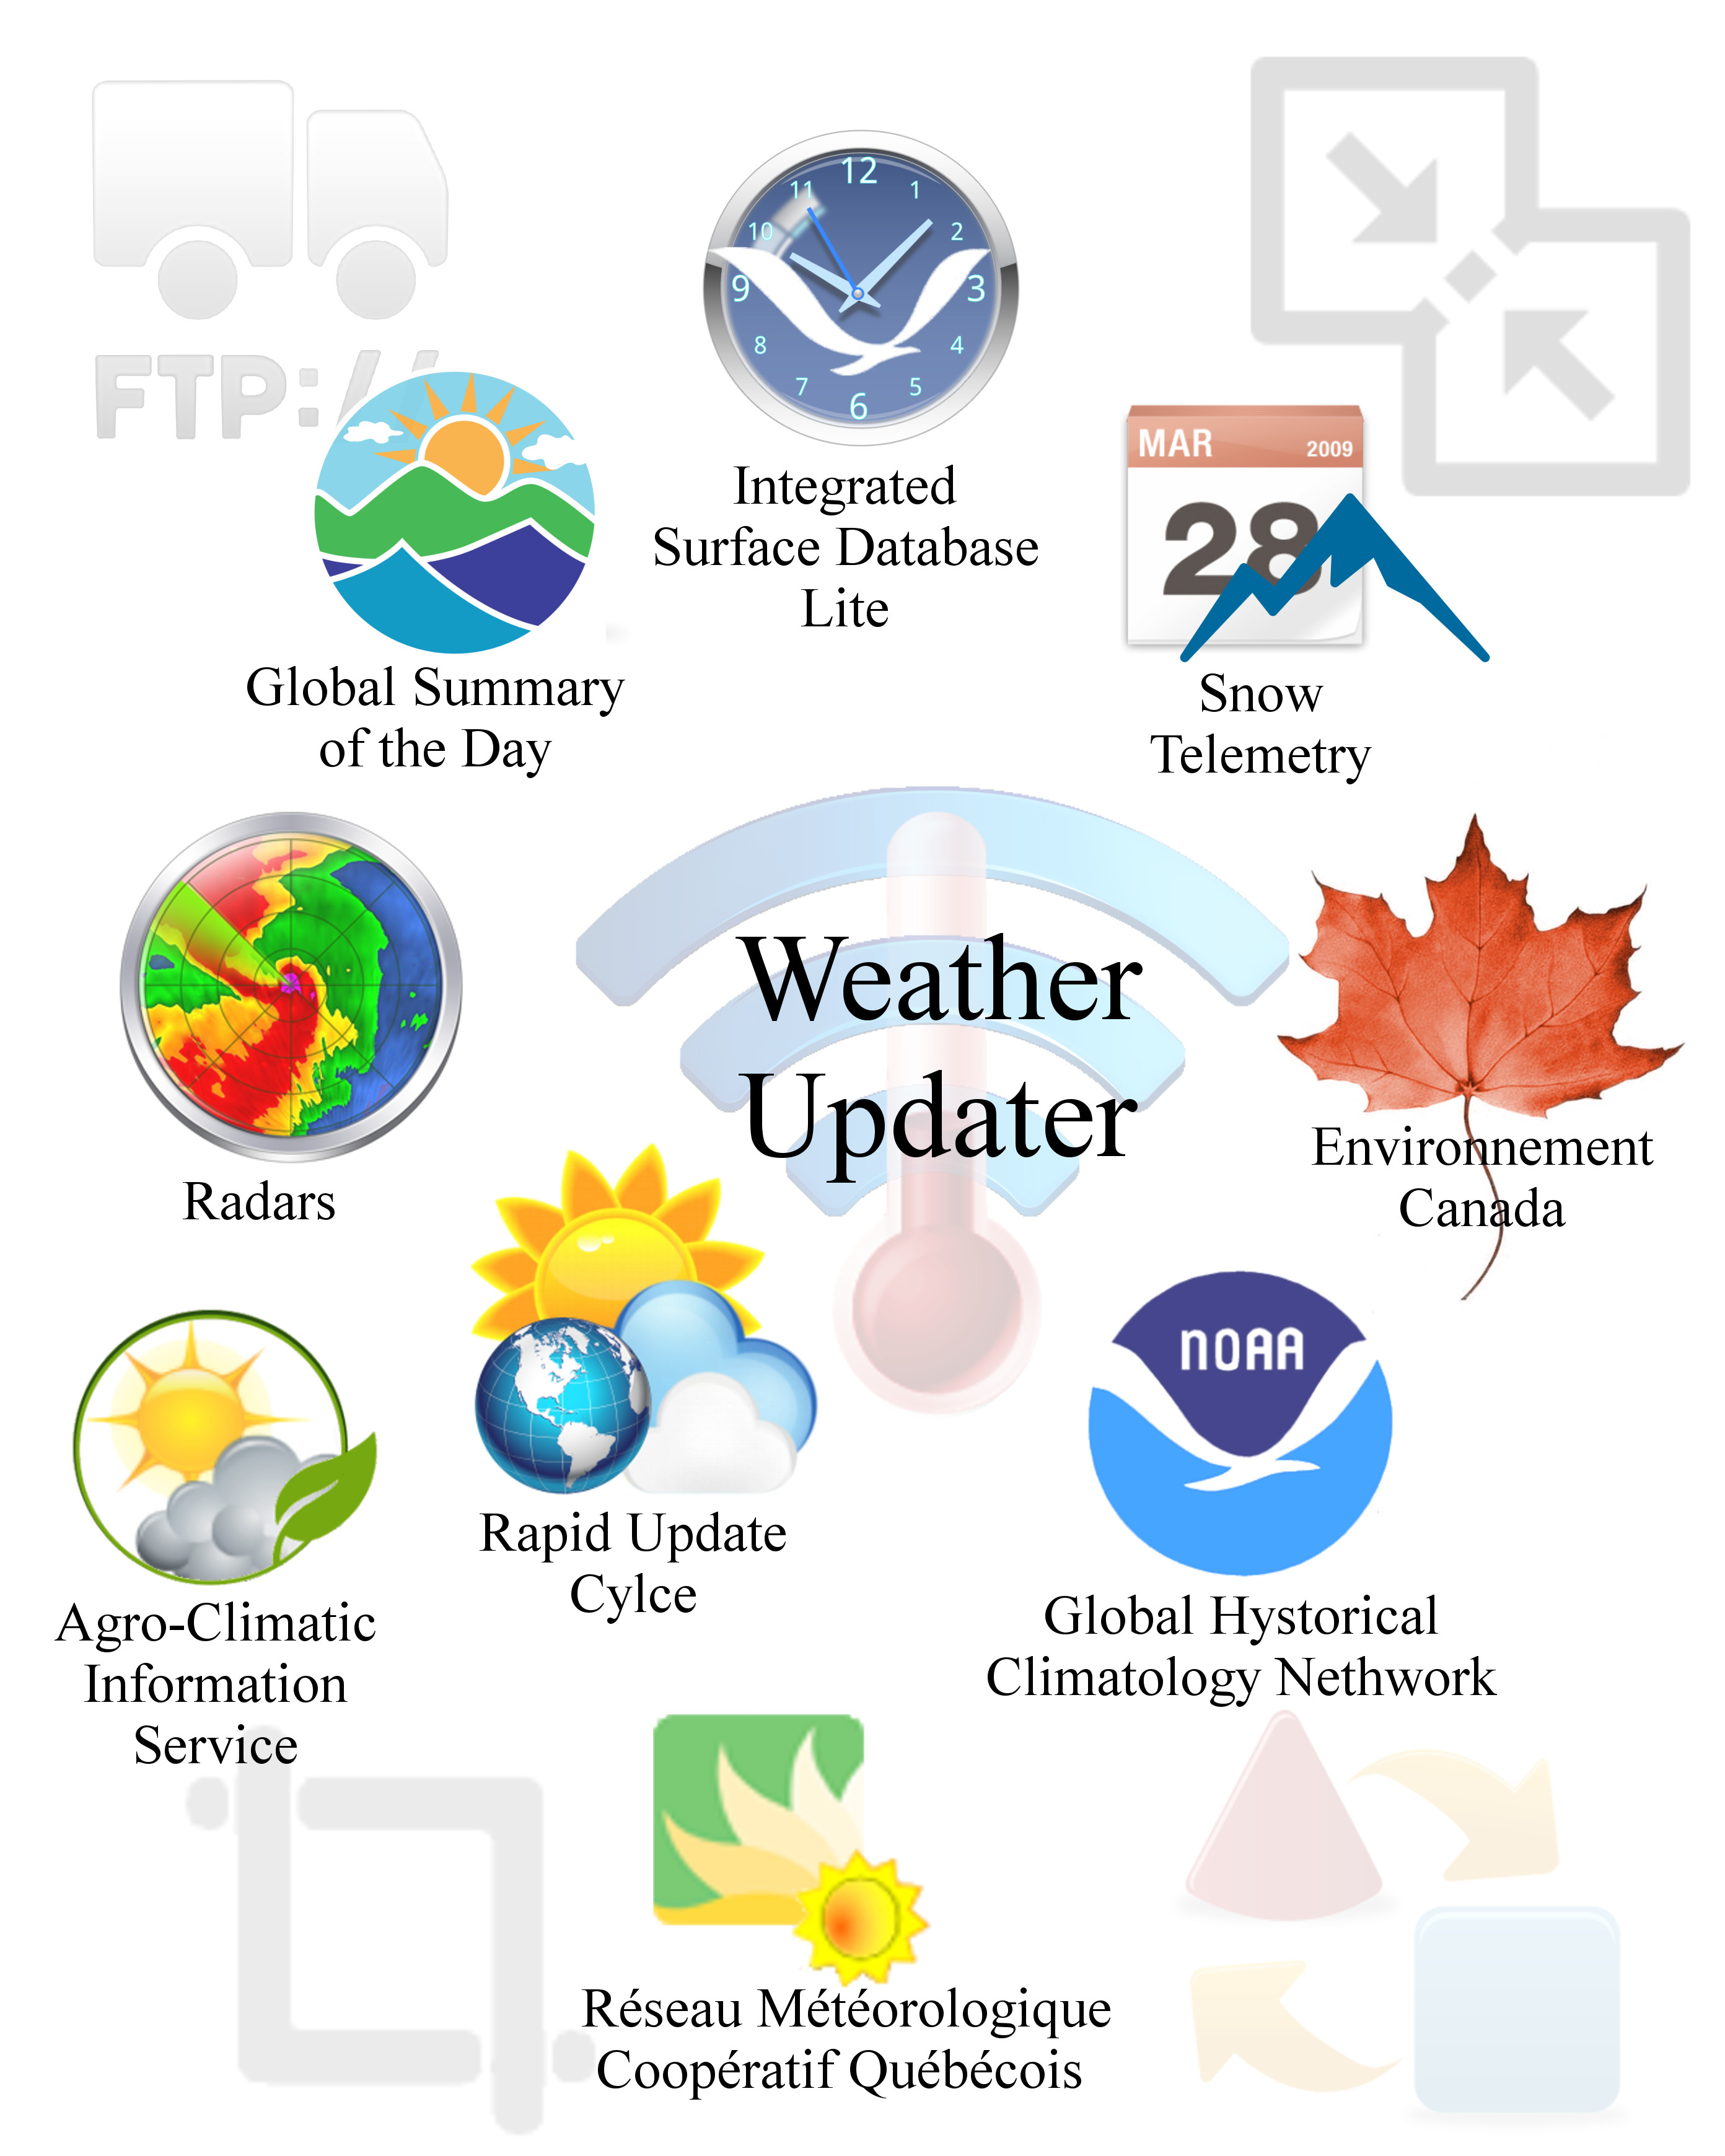 FTP://
12
1
2
3
4
5
6
7
8
9
10
11
Integrated
Surface Database
Lite
MAR 2009
28
Global Summary
of the Day
Snow
Telemetry
Weather
Updater
Radars
Environnement
Canada
NOAA
Rapid Update
Cylce
Agro-Climatic
Information
Service
Global Hystorical
Climatology Nethwork
Réseau Météorologique
Coopératif Québécois